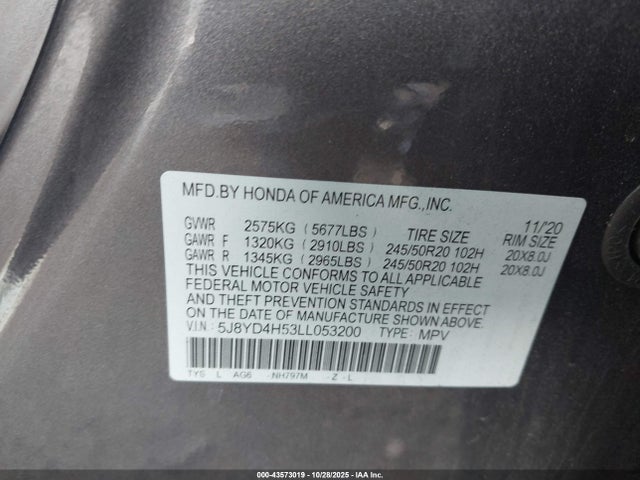 MFD.BY HONDA OF AMERICA MFG.,INC.
11/20
GVWR 2575KG (5677LBS) TIRE SIZE RIM SIZE
GAWR F 1320KG (2910LBS) 245/50R20 102H 20X8.0J
GAWR R 1345KG (2965LBS) 245/50R20 102H 20X8.0J
THIS VEHICLE CONFORMS TO ALL APPLICABLE
FEDERAL MOTOR VEHICLE SAFETY
AND THEFT PREVENTION STANDARDS IN EFFECT
ON THE DATE OF MANUFACTURE SHOWN ABOVE.
V.I.N: 5J8YD4H53LL053200 TYPE: MPV
TYS L AG6 -NH797M --Z-L
000-43573019 | 10/28/2025 | IAA Inc.